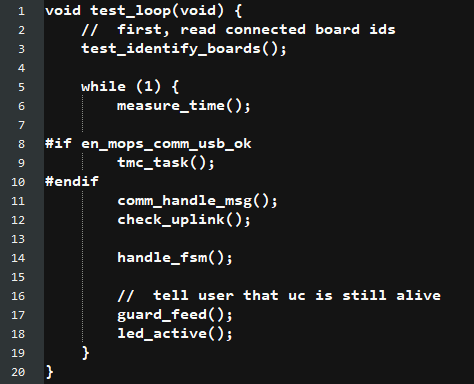 1 void test_loop(void) {
2     //  first, read connected board ids
3     test_identify_boards();
4
5     while (1) {
6         measure_time();
7
8 #if en_mops_comm_usb_ok
9         tmc_task();
10 #endif
11         comm_handle_msg();
12         check_uplink();
13
14         handle_fsm();
15
16         //  tell user that uc is still alive
17         guard_feed();
18         led_active();
19     }
20 }